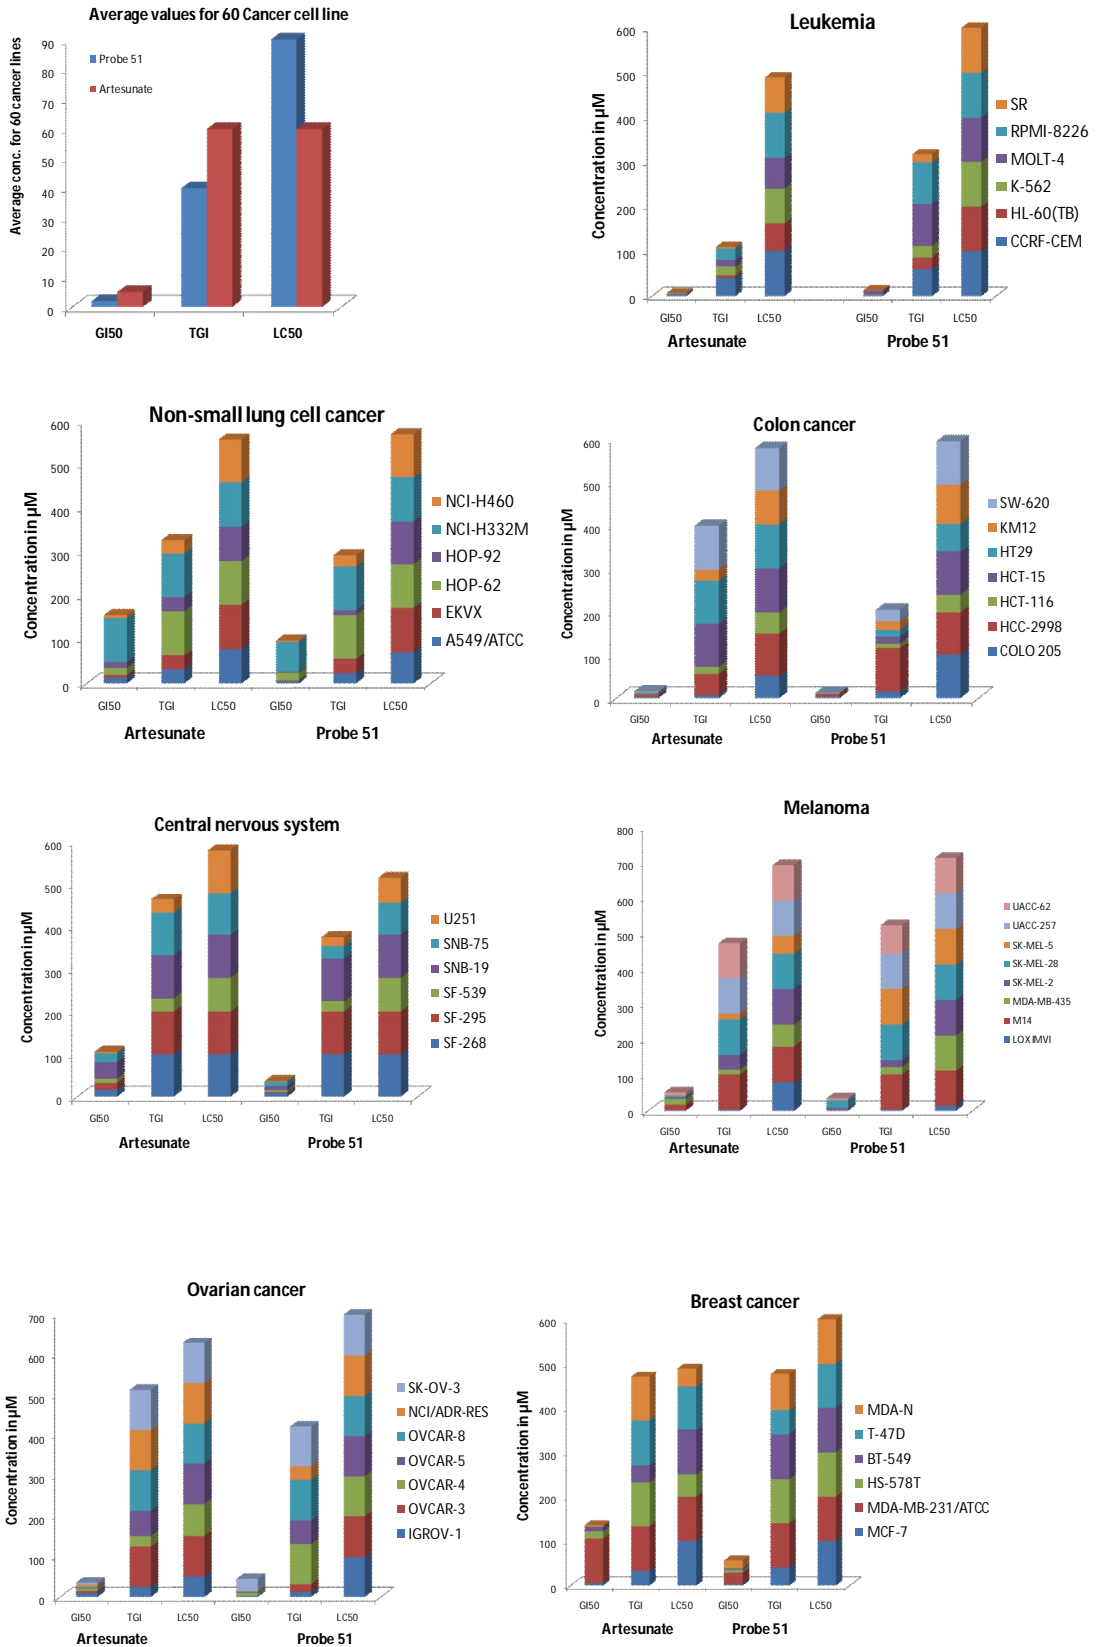 Average values for 60 Cancer cell line
Average conc. for 60 cancer lines
90
80
70
60
50
40
30
20
10
0
Probe 51
Artesunate
GI50 TGI LC50
Leukemia
Concentration in µM
600
500
400
300
200
100
0
SR
RPMI-8226
MOLT-4
K-562
HL-60(TB)
CCRF-CEM
GI50 TGI LC50 GI50 TGI LC50
Artesunate Probe 51
Non-small lung cell cancer
Concentration in µM
600
500
400
300
200
100
0
NCI-H460
NCI-H332M
HOP-92
HOP-62
EKVX
A549/ATCC
GI50 TGI LC50 GI50 TGI LC50
Artesunate Probe 51
Colon cancer
Concentration in µM
600
500
400
300
200
100
0
SW-620
KM12
HT29
HCT-15
HCT-116
HCC-2998
COLO 205
GI50 TGI LC50 GI50 TGI LC50
Artesunate Probe 51
Central nervous system
Concentration in µM
600
500
400
300
200
100
0
U251
SNB-75
SNB-19
SF-539
SF-295
SF-268
GI50 TGI LC50 GI50 TGI LC50
Artesunate Probe 51
Melanoma
Concentration in µM
800
700
600
500
400
300
200
100
0
UACC-62
UACC-257
SK-MEL-5
SK-MEL-28
SK-MEL-2
MDA-MB-435
M14
LOX IMVI
GI50 TGI LC50 GI50 TGI LC50
Artesunate Probe 51
Ovarian cancer
Concentration in µM
700
600
500
400
300
200
100
0
SK-OV-3
NCI/ADR-RES
OVCAR-8
OVCAR-5
OVCAR-4
OVCAR-3
IGROV-1
GI50 TGI LC50 GI50 TGI LC50
Artesunate Probe 51
Breast cancer
Concentration in µM
600
500
400
300
200
100
0
MDA-N
T-47D
BT-549
HS-578T
MDA-MB-231/ATCC
MCF-7
GI50 TGI LC50 GI50 TGI LC50
Artesunate Probe 51